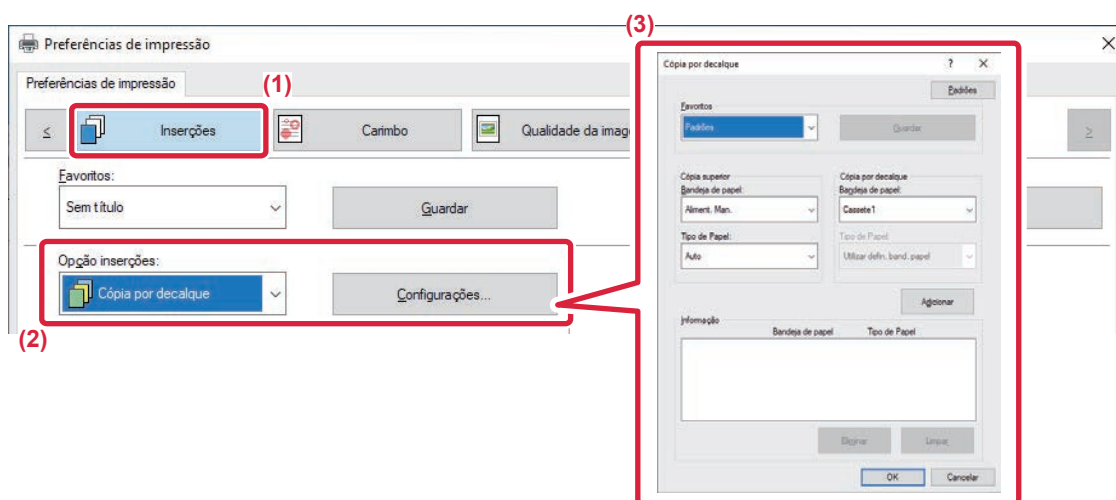 (3)
Preferências de impressão
Preferências de impressão
(1)
< Inserções Carimbo Qualidade da imag >
Favoritos:
Sem título Guardar
Opção inserções:
Cópia por decalque Configurações...
(2)
Cópia por decalque ? X
Padrões
Favoritos
Padrões Guardar
Cópia superior Cópia por decalque
Bandeja de papel: Bandeja de papel:
Aliment. Man. Cassete1
Tipo de Papel: Tipo de Papel:
Auto Utilizar defin. band. papel
Adicionar
Informação
Bandeja de papel Tipo de Papel
Eliminar Limpar
OK Cancelar